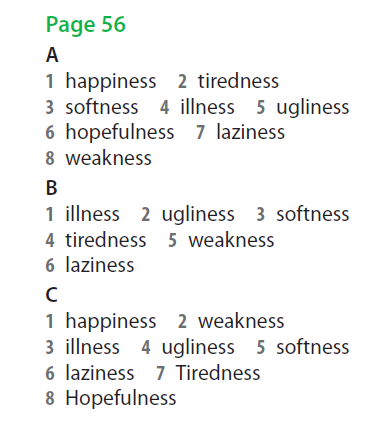 Page 56
A
1 happiness 2 tiredness
3 softness 4 illness 5 ugliness
6 hopefulness 7 laziness
8 weakness
B
1 illness 2 ugliness 3 softness
4 tiredness 5 weakness
6 laziness
C
1 happiness 2 weakness
3 illness 4 ugliness 5 softness
6 laziness 7 Tiredness
8 Hopefulness